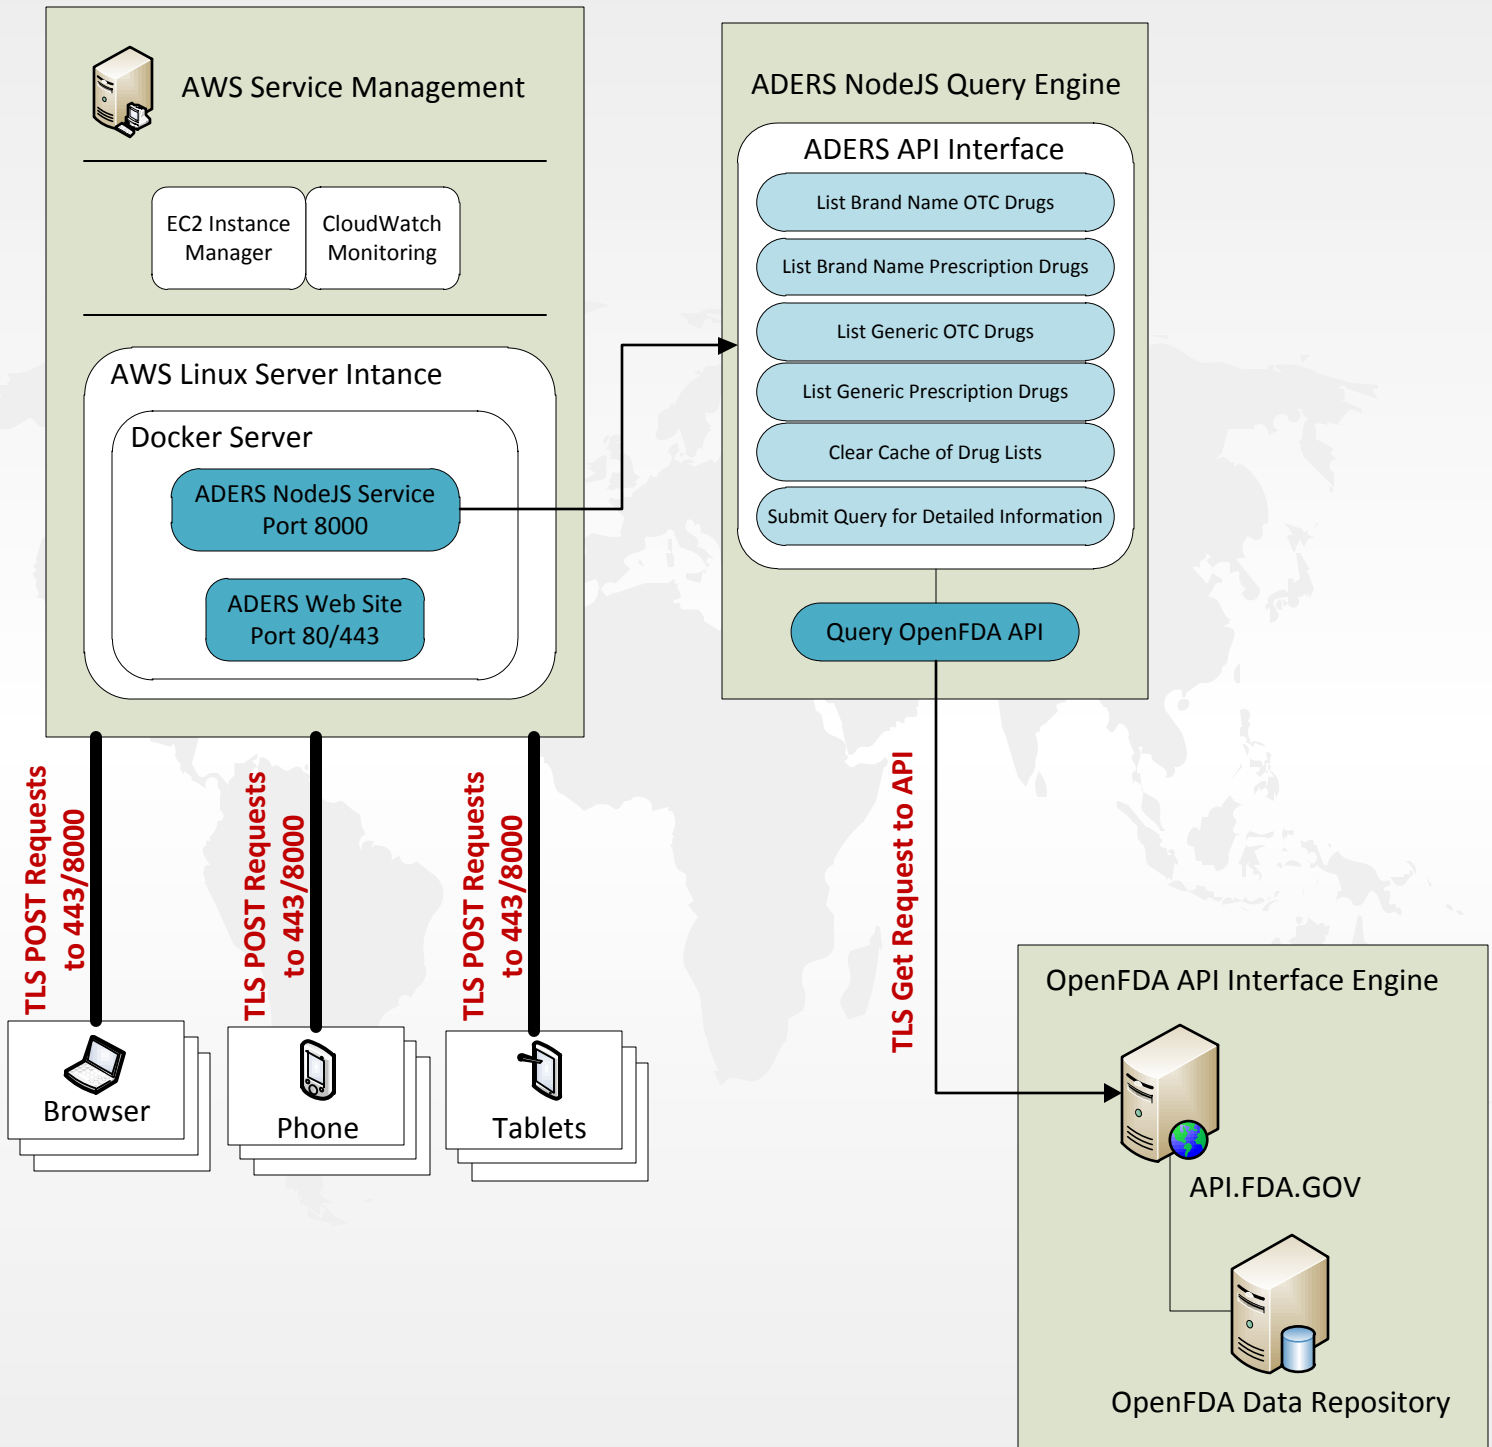 AWS Service Management
EC2 Instance
Manager
CloudWatch
Monitoring
AWS Linux Server Intance
Docker Server
ADERS NodeJS Service
Port 8000
ADERS Web Site
Port 80/443
ADERS NodeJS Query Engine
ADERS API Interface
List Brand Name OTC Drugs
List Brand Name Prescription Drugs
List Generic OTC Drugs
List Generic Prescription Drugs
Clear Cache of Drug Lists
Submit Query for Detailed Information
Query OpenFDA API
TLS POST Requests
to 443/8000
TLS POST Requests
to 443/8000
TLS POST Requests
to 443/8000
TLS Get Request to API
Browser
Phone
Tablets
OpenFDA API Interface Engine
API.FDA.GOV
OpenFDA Data Repository